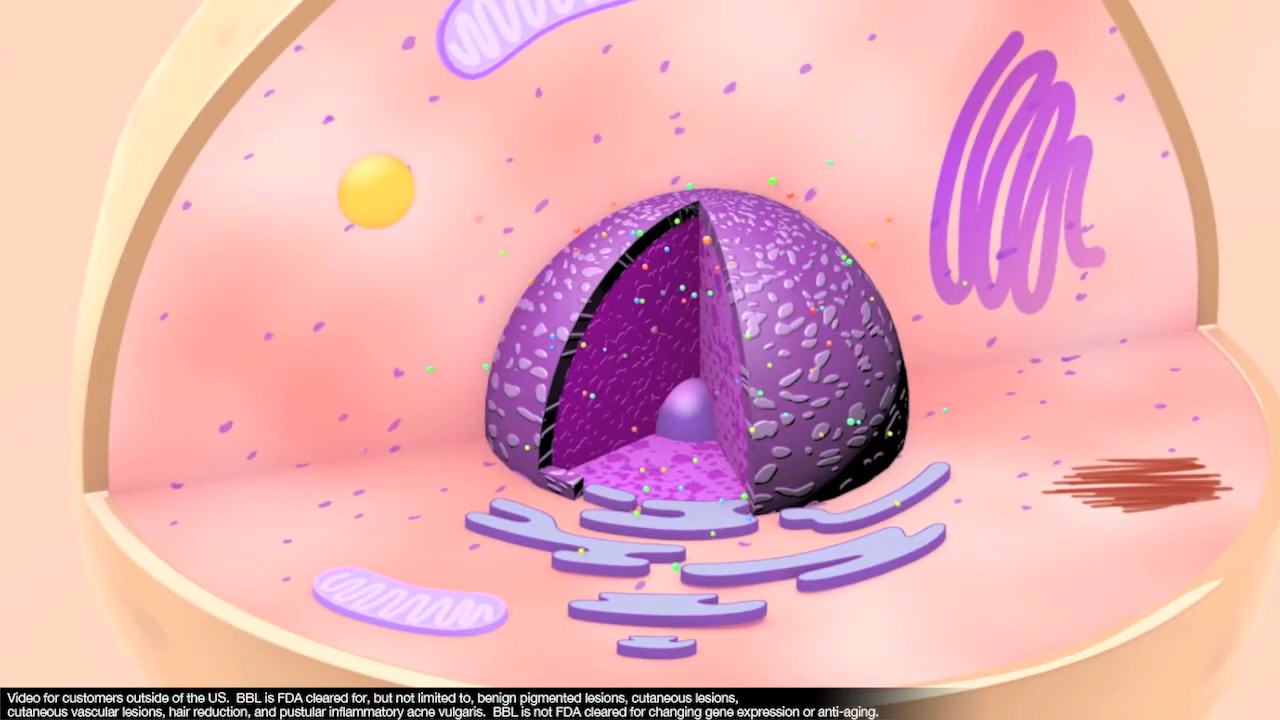 Video for customers outside of the US.  BBL is FDA cleared for, but not limited to, benign pigmented lesions, cutaneous lesions,
cutaneous vascular lesions, hair reduction, and pustular inflammatory acne vulgaris.  BBL is not FDA cleared for changing gene expression or anti-aging.